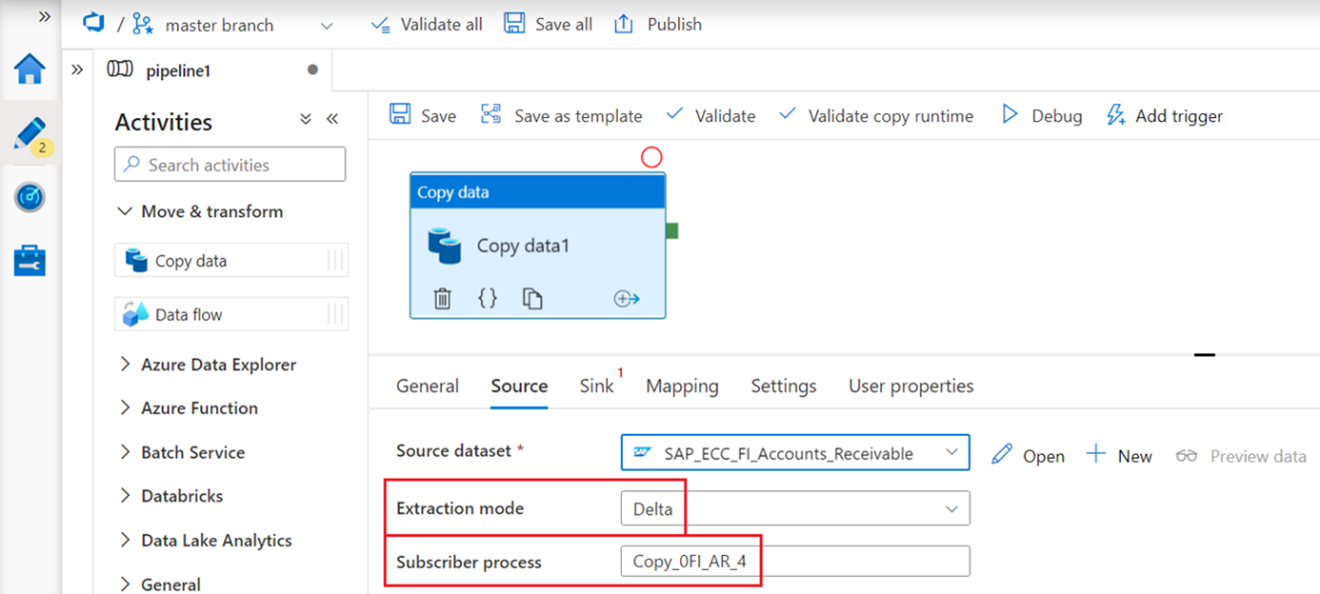 / master branch Validate all Save all Publish
pipeline1
Activities
Save Save as template Validate Validate copy runtime Debug Add trigger
2
Search activities
Copy data
Move & transform
Copy data1
Copy data
{}
Data flow
Azure Data Explorer
General Source Sink 1 Mapping Settings User properties
Azure Function
Batch Service
Source dataset * SAP SAP_ECC_FI_Accounts_Receivable Open New Preview data
Databricks
Extraction mode Delta
Data Lake Analytics
Subscriber process Copy_0FI_AR_4
General